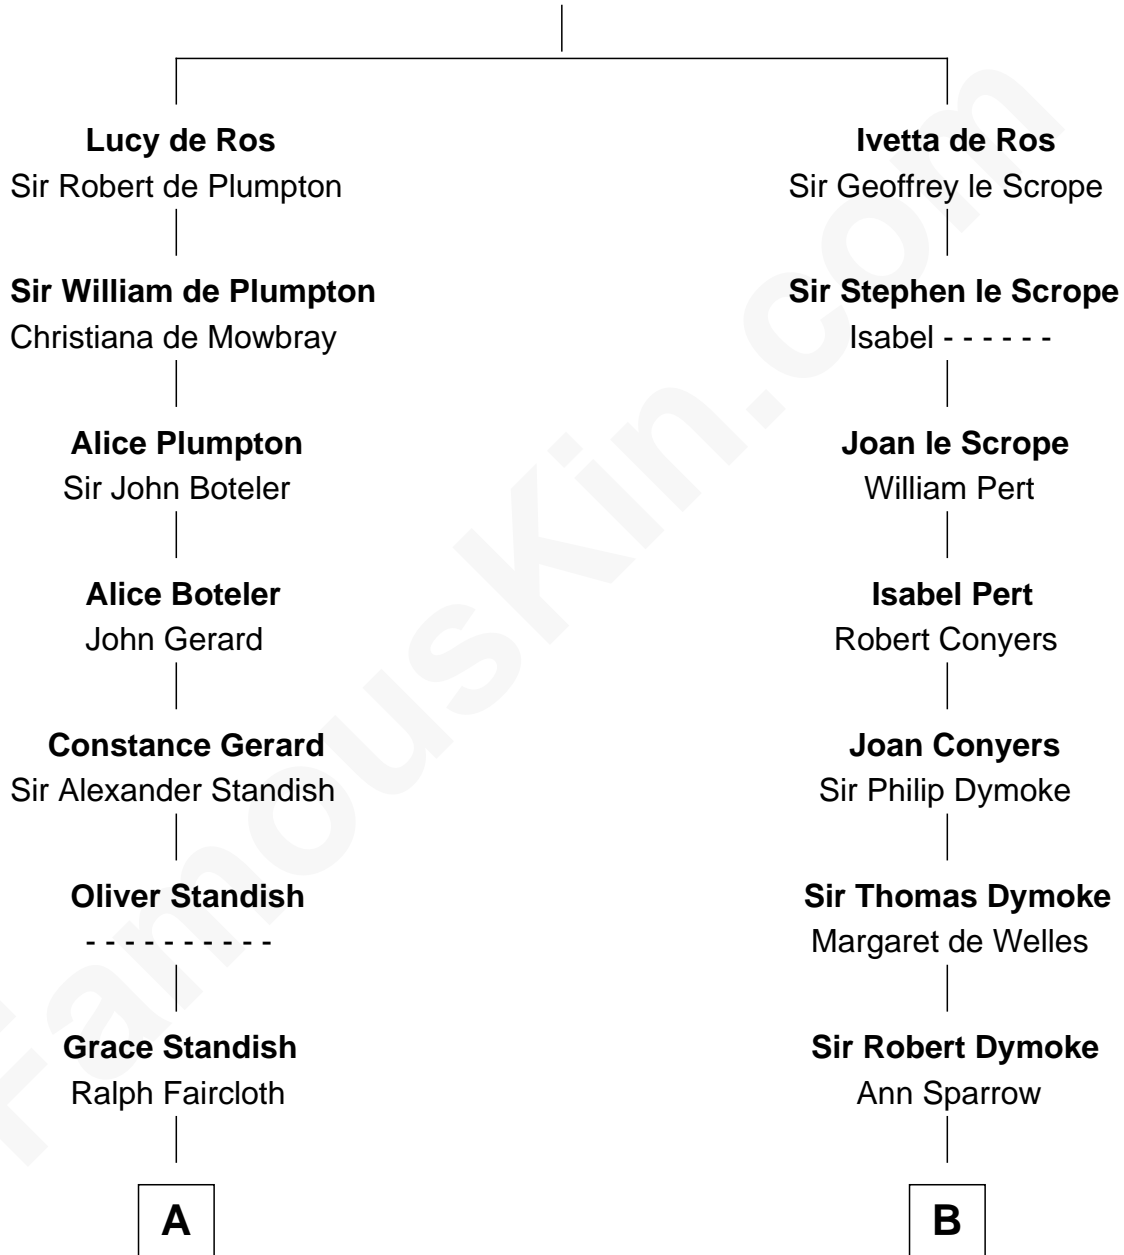 Lucy de Ros
Sir Robert de Plumpton
Sir William de Plumpton
Christiana de Mowbray
Alice Plumpton
Sir John Boteler
Alice Boteler
John Gerard
Constance Gerard
Sir Alexander Standish
Oliver Standish
- - - - - - - - - -
Grace Standish
Ralph Faircloth
A
Ivetta de Ros
Sir Geoffrey le Scrope
Sir Stephen le Scrope
Isabel - - - - - -
Joan le Scrope
William Pert
Isabel Pert
Robert Conyers
Joan Conyers
Sir Philip Dymoke
Sir Thomas Dymoke
Margaret de Welles
Sir Robert Dymoke
Ann Sparrow
B
FamousKin.com